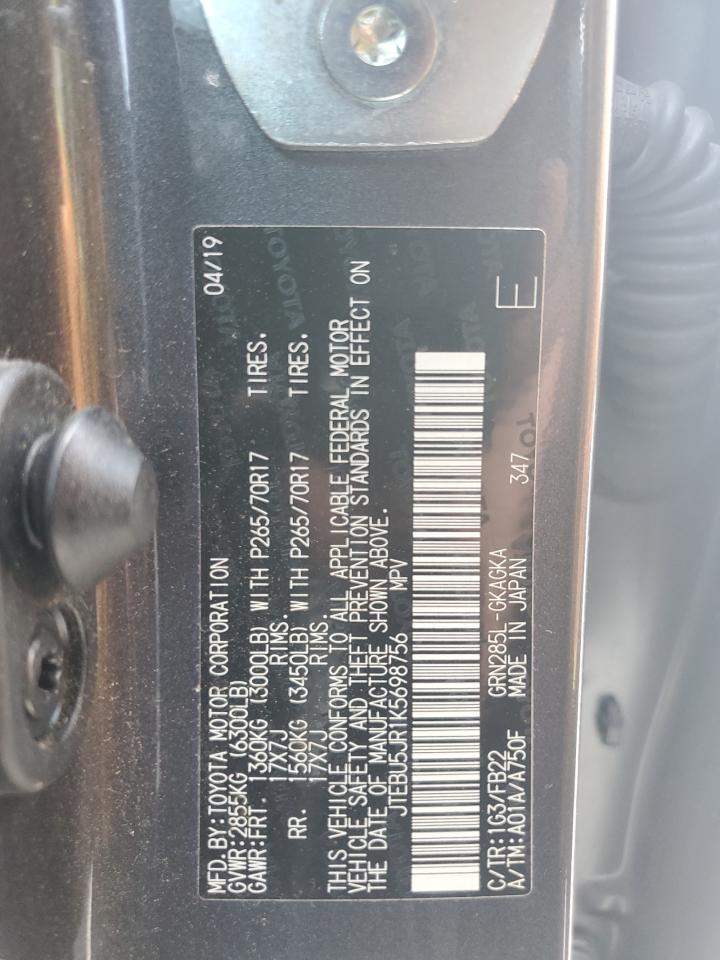 MFD. BY: TOYOTA MOTOR CORPORATION 04/19
GVWR: 2855KG (6300LB)
GAWR: FRT. 1360KG (3000LB) WITH P265/70R17 TIRES.
17X7J RIMS.
RR. 1560KG (3450LB) WITH P265/70R17 TIRES.
17X7J RIMS.
THIS VEHICLE CONFORMS TO ALL APPLICABLE FEDERAL MOTOR
VEHICLE SAFETY AND THEFT PREVENTION STANDARDS IN EFFECT ON
THE DATE OF MANUFACTURE SHOWN ABOVE.
JTEBU5JR1K5698756 MPV
C/TR: 1G3/FB22 GRN285L-GKAGKA E
A/TM: A01A/A750F MADE IN JAPAN 347